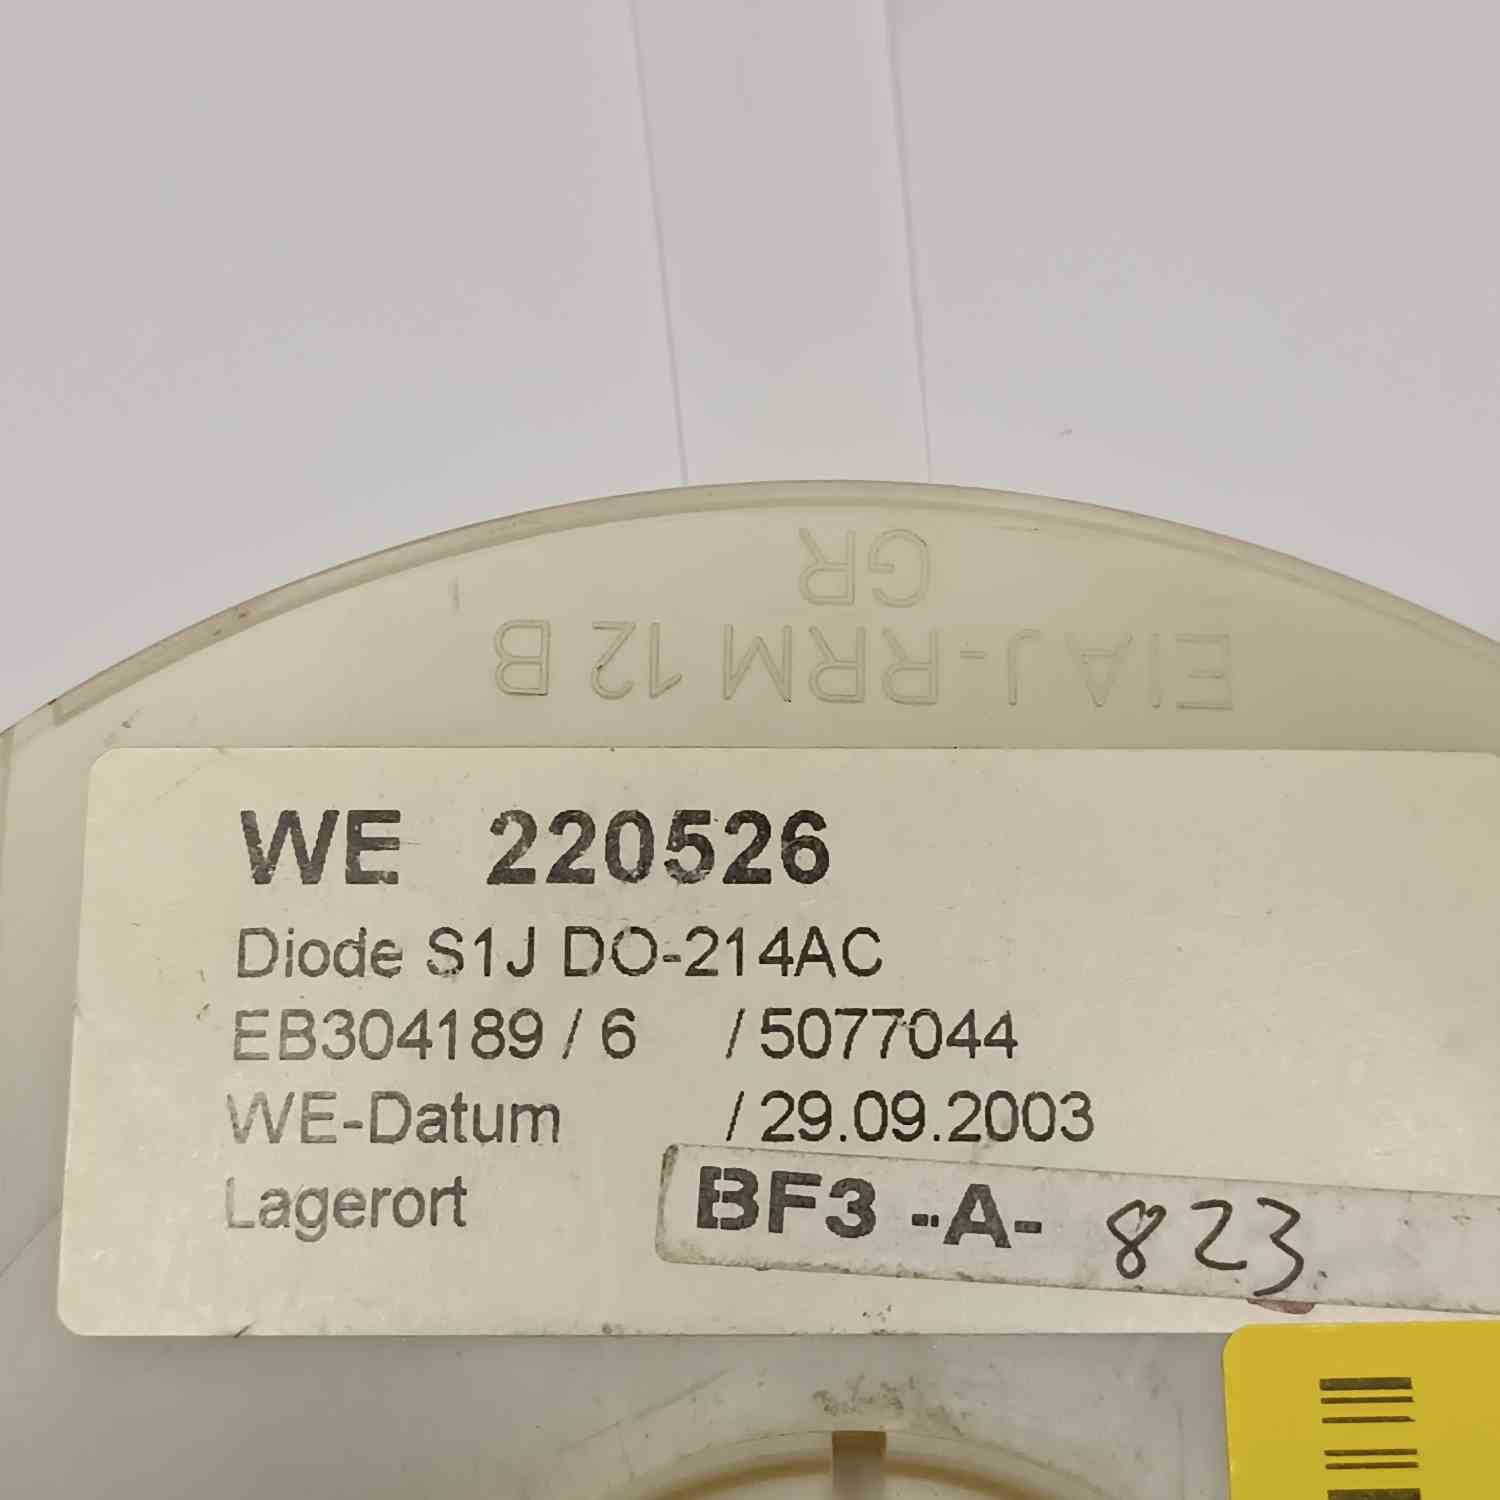 GR
EIAJ-RRM 12 B
WE 220526
Diode S1J DO-214AC
EB304189 / 6 / 5077044
WE-Datum / 29.09.2003
Lagerort
BF3 -A- 823